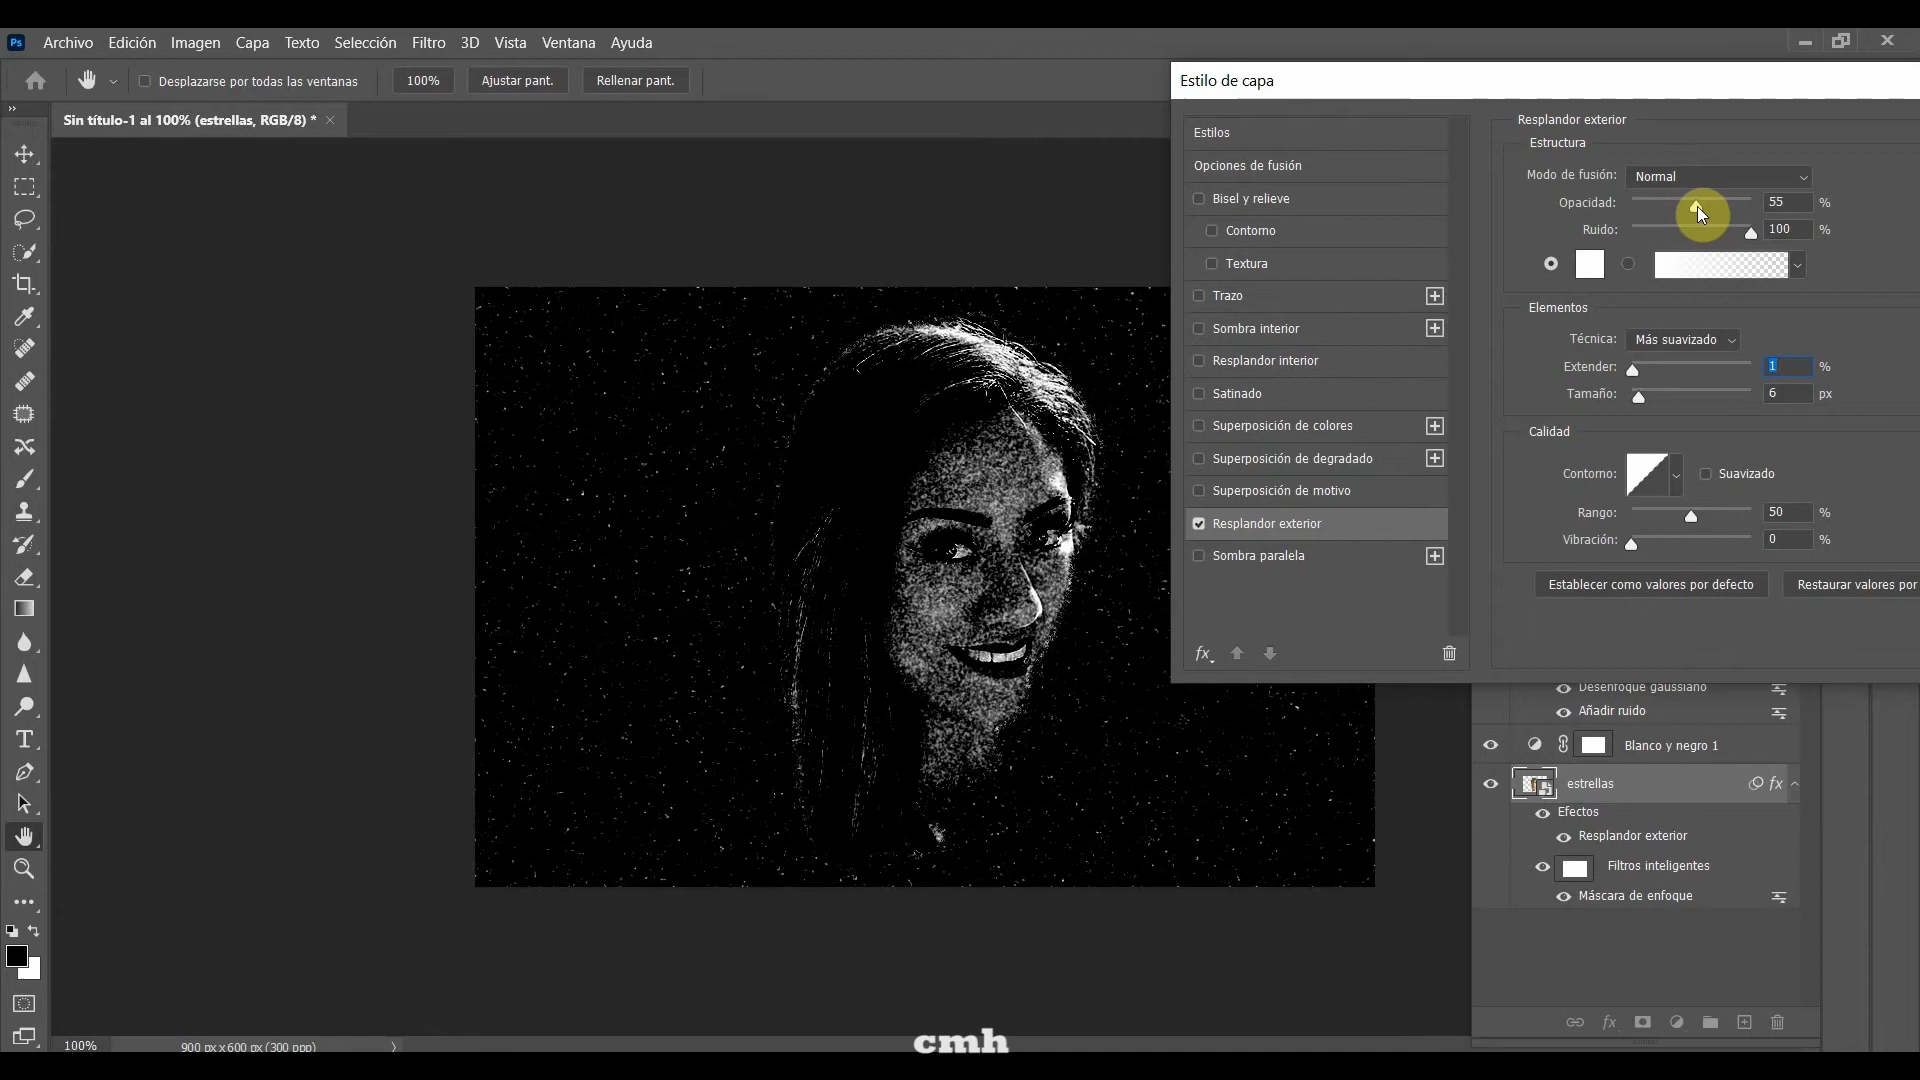 Ps Archivo Edición Imagen Capa Texto Selección Filtro 3D Vista Ventana Ayuda
Desplazarse por todas las ventanas 100% Ajustar pant. Rellenar pant.
Sin título-1 al 100% (estrellas, RGB/8) *
Estilo de capa
Estilos
Opciones de fusión
Bisel y relieve
Contorno
Textura
Trazo
Sombra interior
Resplandor interior
Satinado
Superposición de colores
Superposición de degradado
Superposición de motivo
Resplandor exterior
Sombra paralela
fx
Resplandor exterior
Estructura
Modo de fusión: Normal
Opacidad: 55 %
Ruido: 100 %
Elementos
Técnica: Más suavizado
Extender: 1 %
Tamaño: 6 px
Calidad
Contorno: Suavizado
Rango: 50 %
Vibración: 0 %
Establecer como valores por defecto Restaurar valores por
Desenfoque gaussiano
Añadir ruido
Blanco y negro 1
estrellas fx
Efectos
Resplandor exterior
Filtros inteligentes
Máscara de enfoque
fx
100% 900 px x 600 px (300 ppp)
cmh